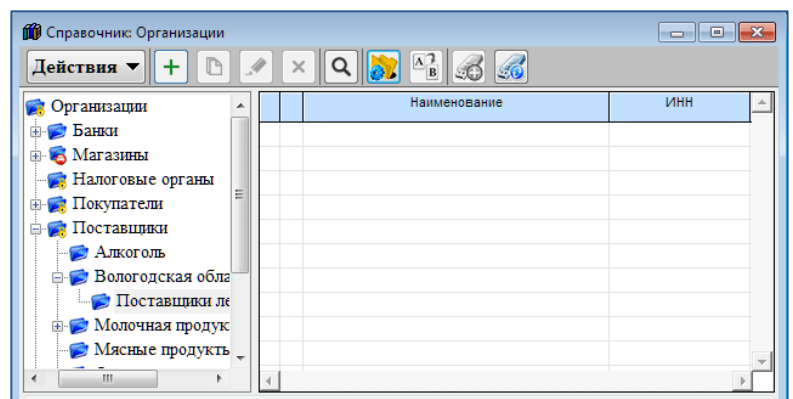 Справочник: Организации
Действия
Наименование
ИНН
Организации
Банки
Магазины
Налоговые органы
Покупатели
Поставщики
Алкоголь
Вологодская обла
Поставщики ле
Молочная продук
Мясные продукть